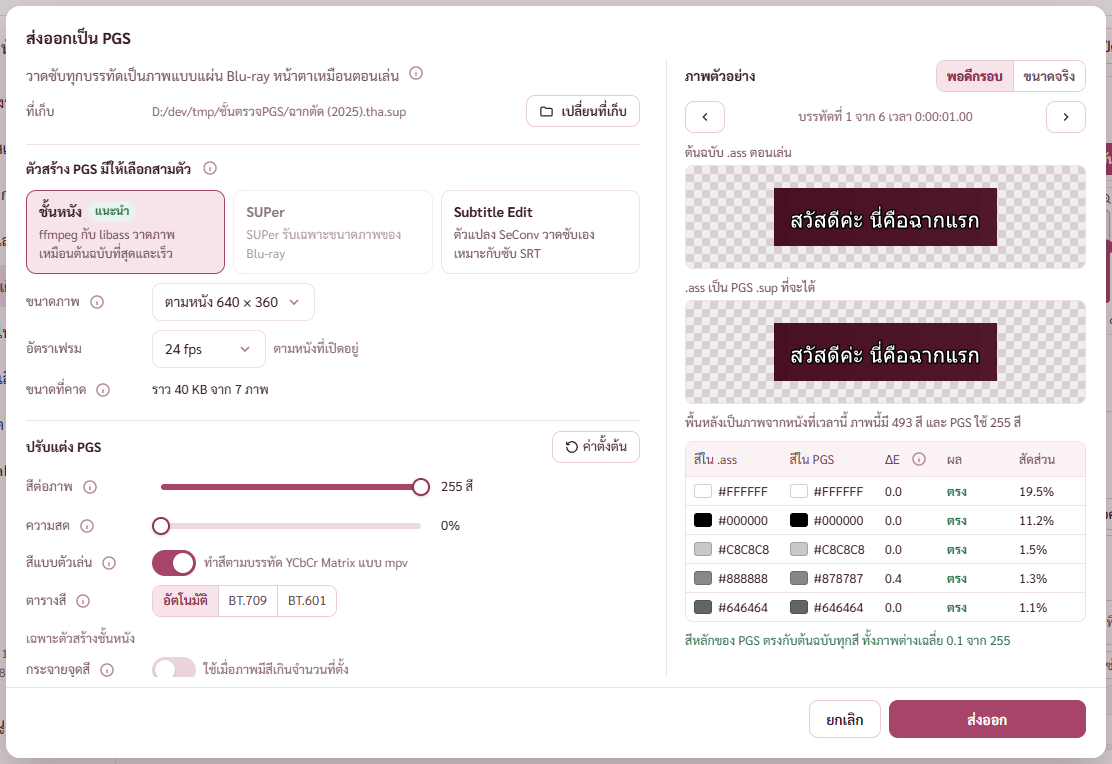 ส่งออกเป็น PGS
วาดซับทุกบรรทัดเป็นภาพแบบแผ่น Blu-ray หน้าตาเหมือนตอนเล่น
ที่เก็บ
D:/dev/tmp/ชั้นตรวจPGS/ฉากตัด (2025).tha.sup
เปลี่ยนที่เก็บ
ตัวสร้าง PGS มีให้เลือกสามตัว
ชั้นหนัง แนะนำ
ffmpeg กับ libass วาดภาพ
เหมือนต้นฉบับที่สุดและเร็ว
SUPer
SUPer รับเฉพาะขนาดภาพของ
Blu-ray
Subtitle Edit
ตัวแปลง SeConv วาดซับเอง
เหมาะกับซับ SRT
ขนาดภาพ
ตามหนัง 640 × 360
อัตราเฟรม
24 fps
ตามหนังที่เปิดอยู่
ขนาดที่คาด
ราว 40 KB จาก 7 ภาพ
ปรับแต่ง PGS
ค่าตั้งต้น
สีต่อภาพ
255 สี
ความสด
0%
สีแบบตัวเล่น
ทำสีตามบรรทัด YCbCr Matrix แบบ mpv
ตารางสี
อัตโนมัติ
BT.709
BT.601
เฉพาะตัวสร้างชั้นหนัง
กระจายจุดสี
ใช้เมื่อภาพมีสีเกินจำนวนที่ตั้ง
ภาพตัวอย่าง
พอดีกรอบ
ขนาดจริง
บรรทัดที่ 1 จาก 6 เวลา 0:00:01.00
ต้นฉบับ .ass ตอนเล่น
สวัสดีค่ะ นี่คือฉากแรก
.ass เป็น PGS .sup ที่จะได้
สวัสดีค่ะ นี่คือฉากแรก
พื้นหลังเป็นภาพจากหนังที่เวลานี้ ภาพนี้มี 493 สี และ PGS ใช้ 255 สี
สีใน .ass สีใน PGS ΔE ผล สัดส่วน
#FFFFFF #FFFFFF 0.0 ตรง 19.5%
#000000 #000000 0.0 ตรง 11.2%
#C8C8C8 #C8C8C8 0.0 ตรง 1.5%
#888888 #878787 0.4 ตรง 1.3%
#646464 #646464 0.0 ตรง 1.1%
สีหลักของ PGS ตรงกับต้นฉบับทุกสี ทั้งภาพต่างเฉลี่ย 0.1 จาก 255
ยกเลิก
ส่งออก